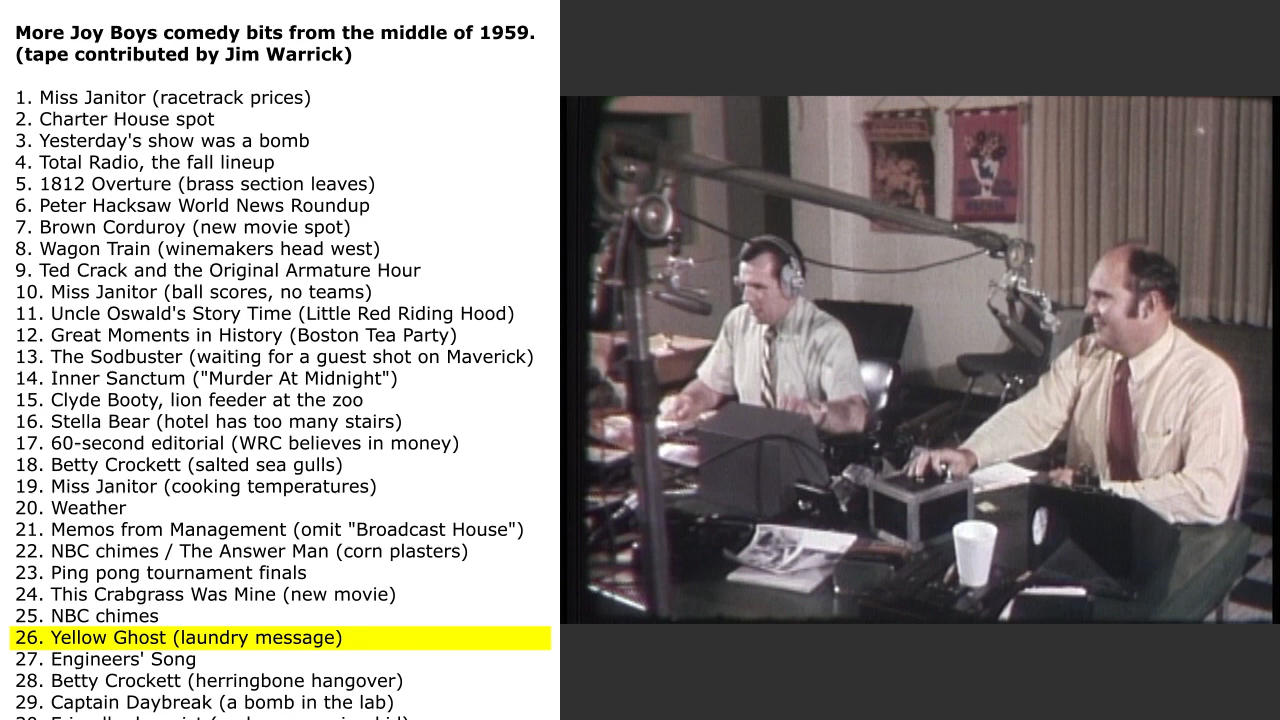 More Joy Boys comedy bits from the middle of 1959.
(tape contributed by Jim Warrick)
1. Miss Janitor (racetrack prices)
2. Charter House spot
3. Yesterday's show was a bomb
4. Total Radio, the fall lineup
5. 1812 Overture (brass section leaves)
6. Peter Hacksaw World News Roundup
7. Brown Corduroy (new movie spot)
8. Wagon Train (winemakers head west)
9. Ted Crack and the Original Armature Hour
10. Miss Janitor (ball scores, no teams)
11. Uncle Oswald's Story Time (Little Red Riding Hood)
12. Great Moments in History (Boston Tea Party)
13. The Sodbuster (waiting for a guest shot on Maverick)
14. Inner Sanctum ("Murder At Midnight")
15. Clyde Booty, lion feeder at the zoo
16. Stella Bear (hotel has too many stairs)
17. 60-second editorial (WRC believes in money)
18. Betty Crockett (salted sea gulls)
19. Miss Janitor (cooking temperatures)
20. Weather
21. Memos from Management (omit "Broadcast House")
22. NBC chimes / The Answer Man (corn plasters)
23. Ping pong tournament finals
24. This Crabgrass Was Mine (new movie)
25. NBC chimes
26. Yellow Ghost (laundry message)
27. Engineers' Song
28. Betty Crockett (herringbone hangover)
29. Captain Daybreak (a bomb in the lab)